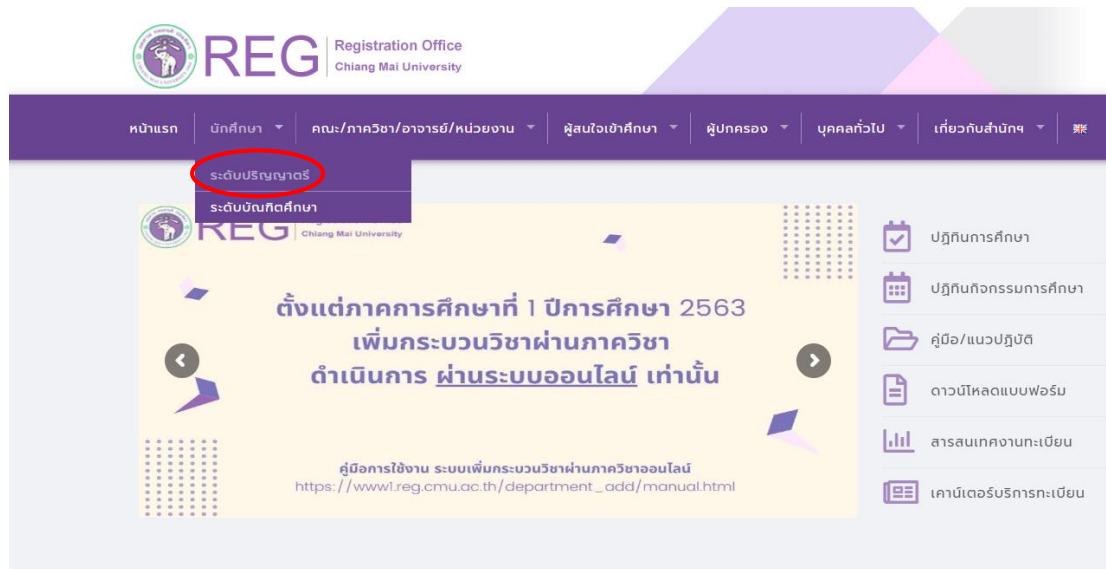 REG Registration Office
Chiang Mai University
หน้าแรก นักศึกษา คณะ/ภาควิชา/อาจารย์/หน่วยงาน ผู้สนใจเข้าศึกษา ผู้ปกครอง บุคคลทั่วไป เกี่ยวกับสำนักฯ
ระดับปริญญาตรี
ระดับบัณฑิตศึกษา
REG
Chiang Mai University
ตั้งแต่ภาคการศึกษาที่ 1 ปีการศึกษา 2563
เพิ่มกระบวนวิชาผ่านภาควิชา
ดำเนินการ ผ่านระบบออนไลน์ เท่านั้น
คู่มือการใช้งาน ระบบเพิ่มกระบวนวิชาผ่านภาควิชาออนไลน์
https://www1.reg.cmu.ac.th/department_add/manual.html
ปฏิทินการศึกษา
ปฏิทินกิจกรรมการศึกษา
คู่มือ/แนวปฏิบัติ
ดาวน์โหลดแบบฟอร์ม
สารสนเทศงานทะเบียน
เคาน์เตอร์บริการทะเบียน